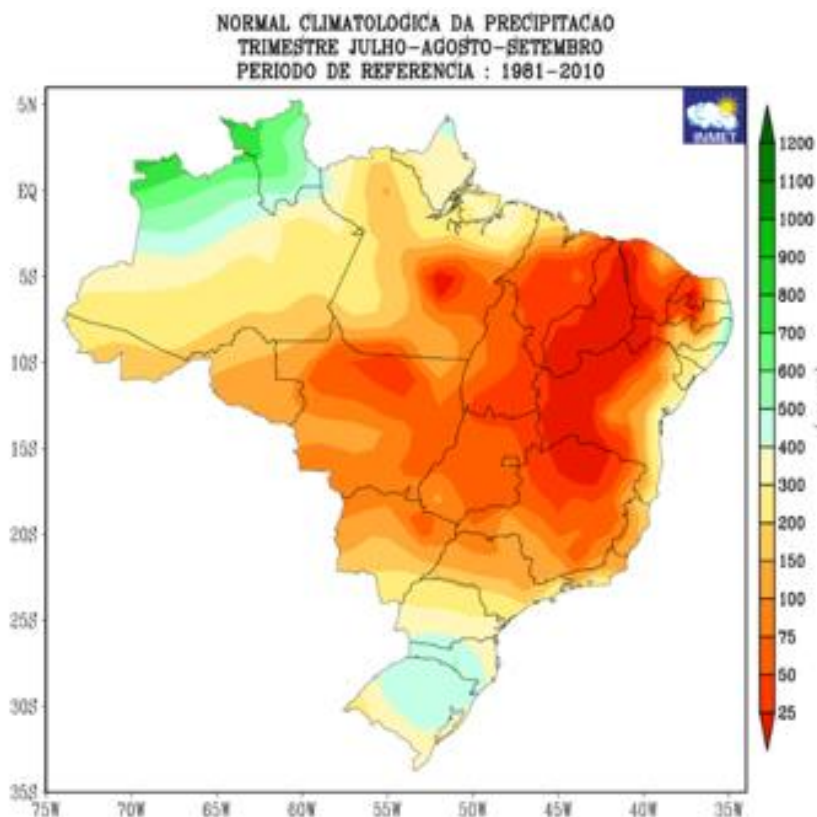 NORMAL CLIMATOLOGICA DA PRECIPITACAO
TRIMESTRE JULHO-AGOSTO-SETEMBRO
PERIODO DE REFERENCIA : 1981-2010
INMET
5N
EQ
5S
10S
15S
20S
25S
30S
35S
75W 70W 65W 60W 55W 50W 45W 40W 35W
1200
1100
1000
900
800
700
600
500
400
300
200
150
100
75
50
25